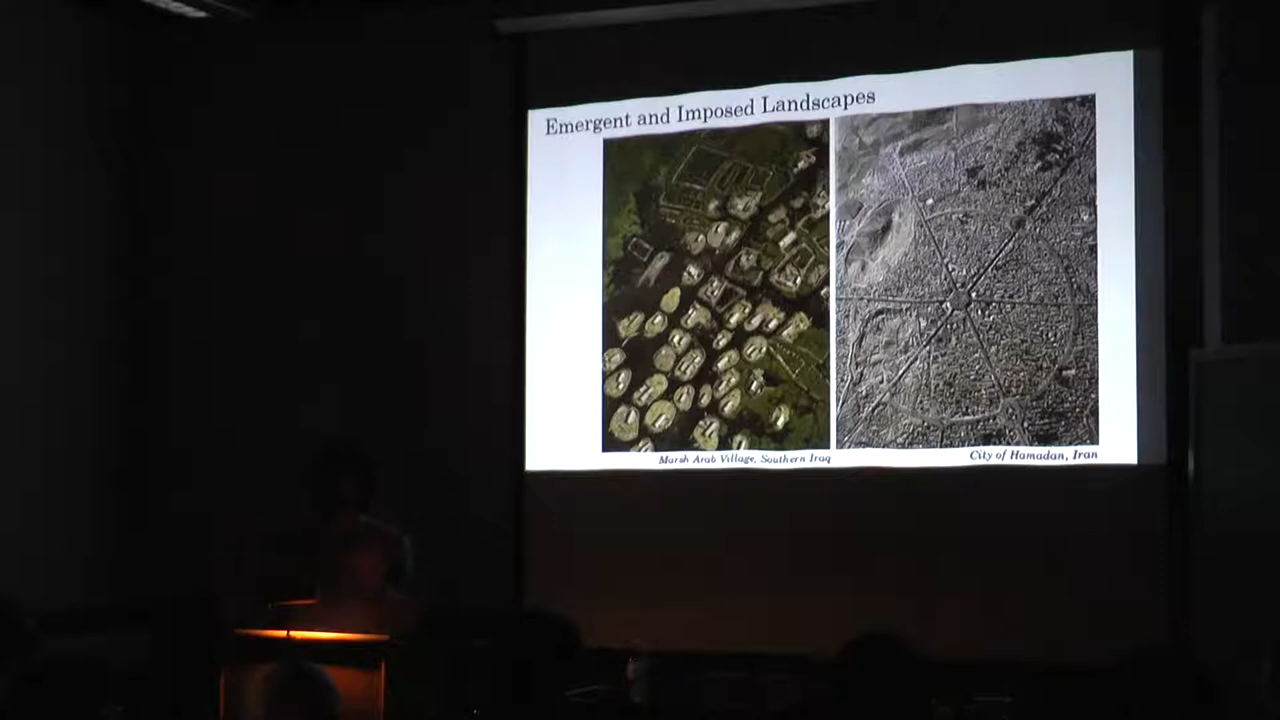 Emergent and Imposed Landscapes
Marsh Arab Village, Southern Iraq
City of Hamadan, Iran